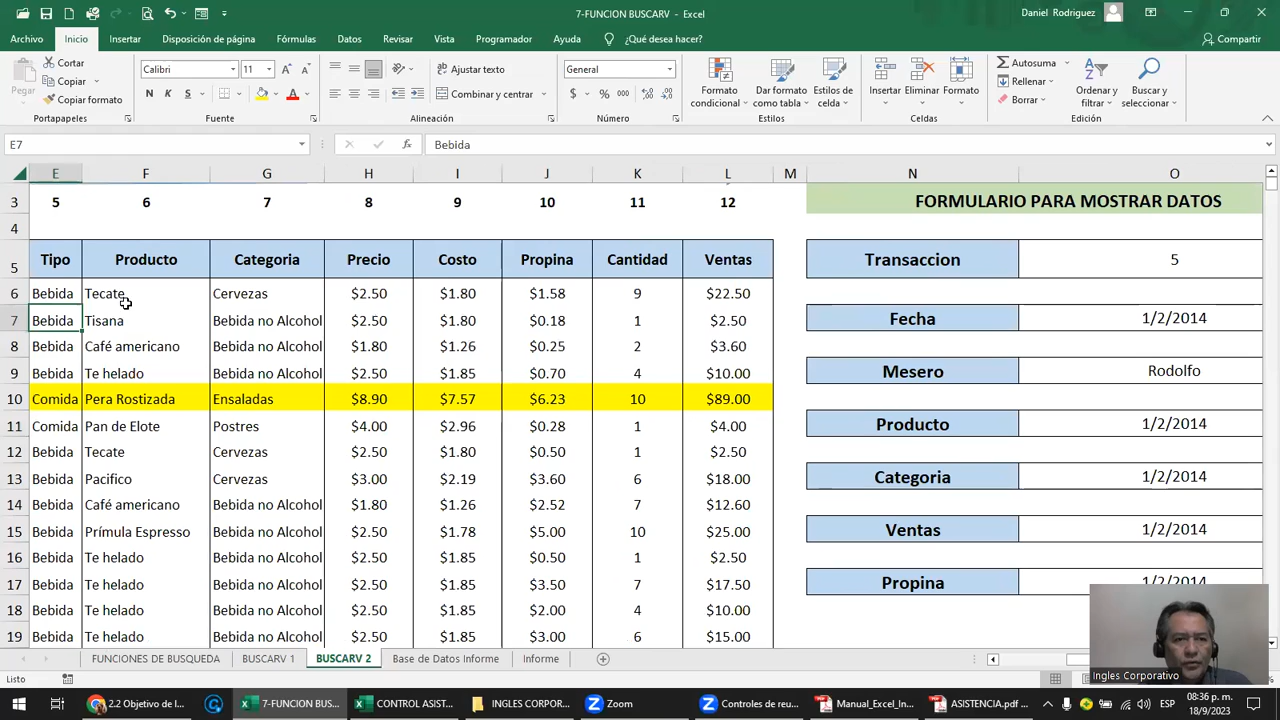 7-FUNCION BUSCARV - Excel
Daniel Rodriguez
Archivo Inicio Insertar Disposición de página Fórmulas Datos Revisar Vista Programador Ayuda ¿Qué desea hacer? Compartir
Pegar
Cortar
Copiar
Copiar formato
Portapapeles
Calibri 11
N K S
Fuente
Ajustar texto
Combinar y centrar
Alineación
General
$ % 000
Número
Formato condicional
Dar formato como tabla
Estilos de celda
Estilos
Insertar Eliminar Formato
Celdas
Autosuma
Rellenar
Borrar
Ordenar y filtrar
Buscar y seleccionar
Edición
E7 fx Bebida
E F G H I J K L M N O
3 5 6 7 8 9 10 11 12 FORMULARIO PARA MOSTRAR DATOS
4
5 Tipo Producto Categoria Precio Costo Propina Cantidad Ventas Transaccion 5
6 Bebida Tecate Cervezas $2.50 $1.80 $1.58 9 $22.50
7 Bebida Tisana Bebida no Alcohol $2.50 $1.80 $0.18 1 $2.50 Fecha 1/2/2014
8 Bebida Café americano Bebida no Alcohol $1.80 $1.26 $0.25 2 $3.60
9 Bebida Te helado Bebida no Alcohol $2.50 $1.85 $0.70 4 $10.00 Mesero Rodolfo
10 Comida Pera Rostizada Ensaladas $8.90 $7.57 $6.23 10 $89.00
11 Comida Pan de Elote Postres $4.00 $2.96 $0.28 1 $4.00 Producto 1/2/2014
12 Bebida Tecate Cervezas $2.50 $1.80 $0.50 1 $2.50
13 Bebida Pacifico Cervezas $3.00 $2.19 $3.60 6 $18.00 Categoria 1/2/2014
14 Bebida Café americano Bebida no Alcohol $1.80 $1.26 $2.52 7 $12.60
15 Bebida Prímula Espresso Bebida no Alcohol $2.50 $1.78 $5.00 10 $25.00 Ventas 1/2/2014
16 Bebida Te helado Bebida no Alcohol $2.50 $1.85 $0.50 1 $2.50
17 Bebida Te helado Bebida no Alcohol $2.50 $1.85 $3.50 7 $17.50 Propina 1/2/2014
18 Bebida Te helado Bebida no Alcohol $2.50 $1.85 $2.00 4 $10.00
19 Bebida Te helado Bebida no Alcohol $2.50 $1.85 $3.00 6 $15.00
Ingles Corporativo
FUNCIONES DE BUSQUEDA BUSCARV 1 BUSCARV 2 Base de Datos Informe Informe
Listo
2.2 Objetivo de l... 7-FUNCION BUS... CONTROL ASIST... INGLES CORPOR... Zoom Controles de reu... Manual_Excel_In... ASISTENCIA.pdf ... ESP 08:36 p. m.
18/9/2023